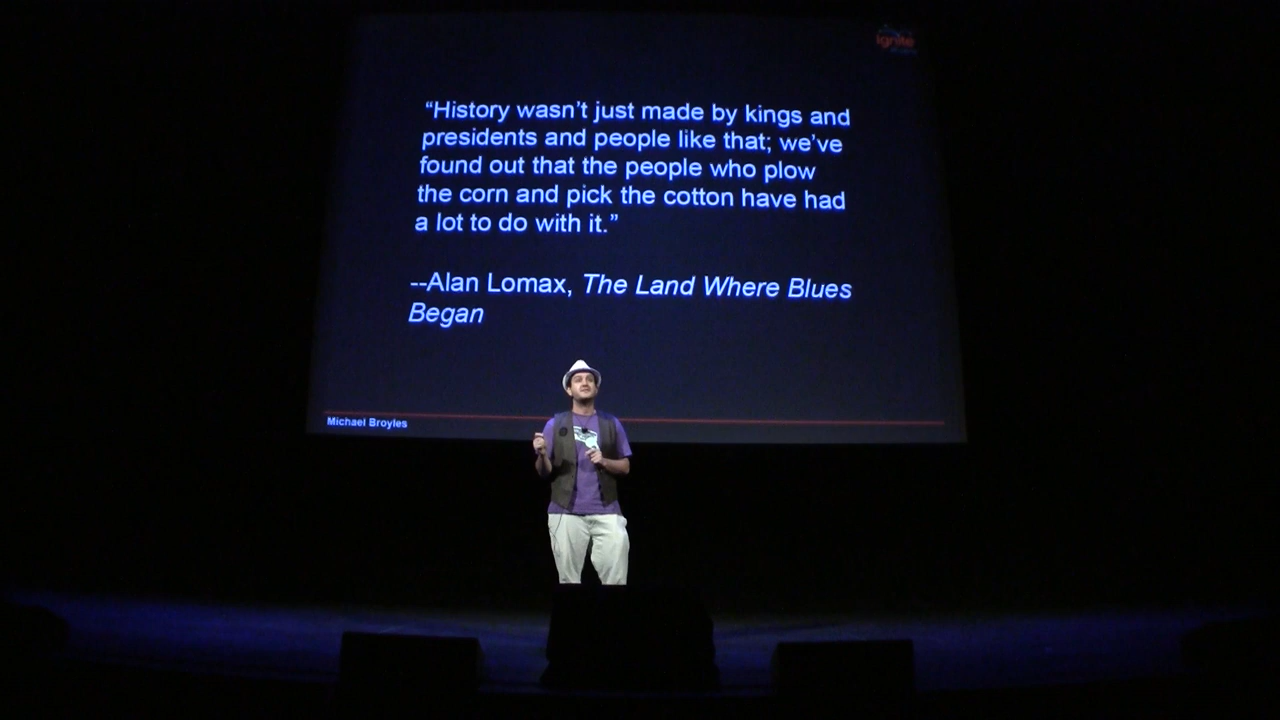 ignite
“History wasn’t just made by kings and
presidents and people like that; we’ve
found out that the people who plow
the corn and pick the cotton have had
a lot to do with it.”
--Alan Lomax, The Land Where Blues
Began
Michael Broyles